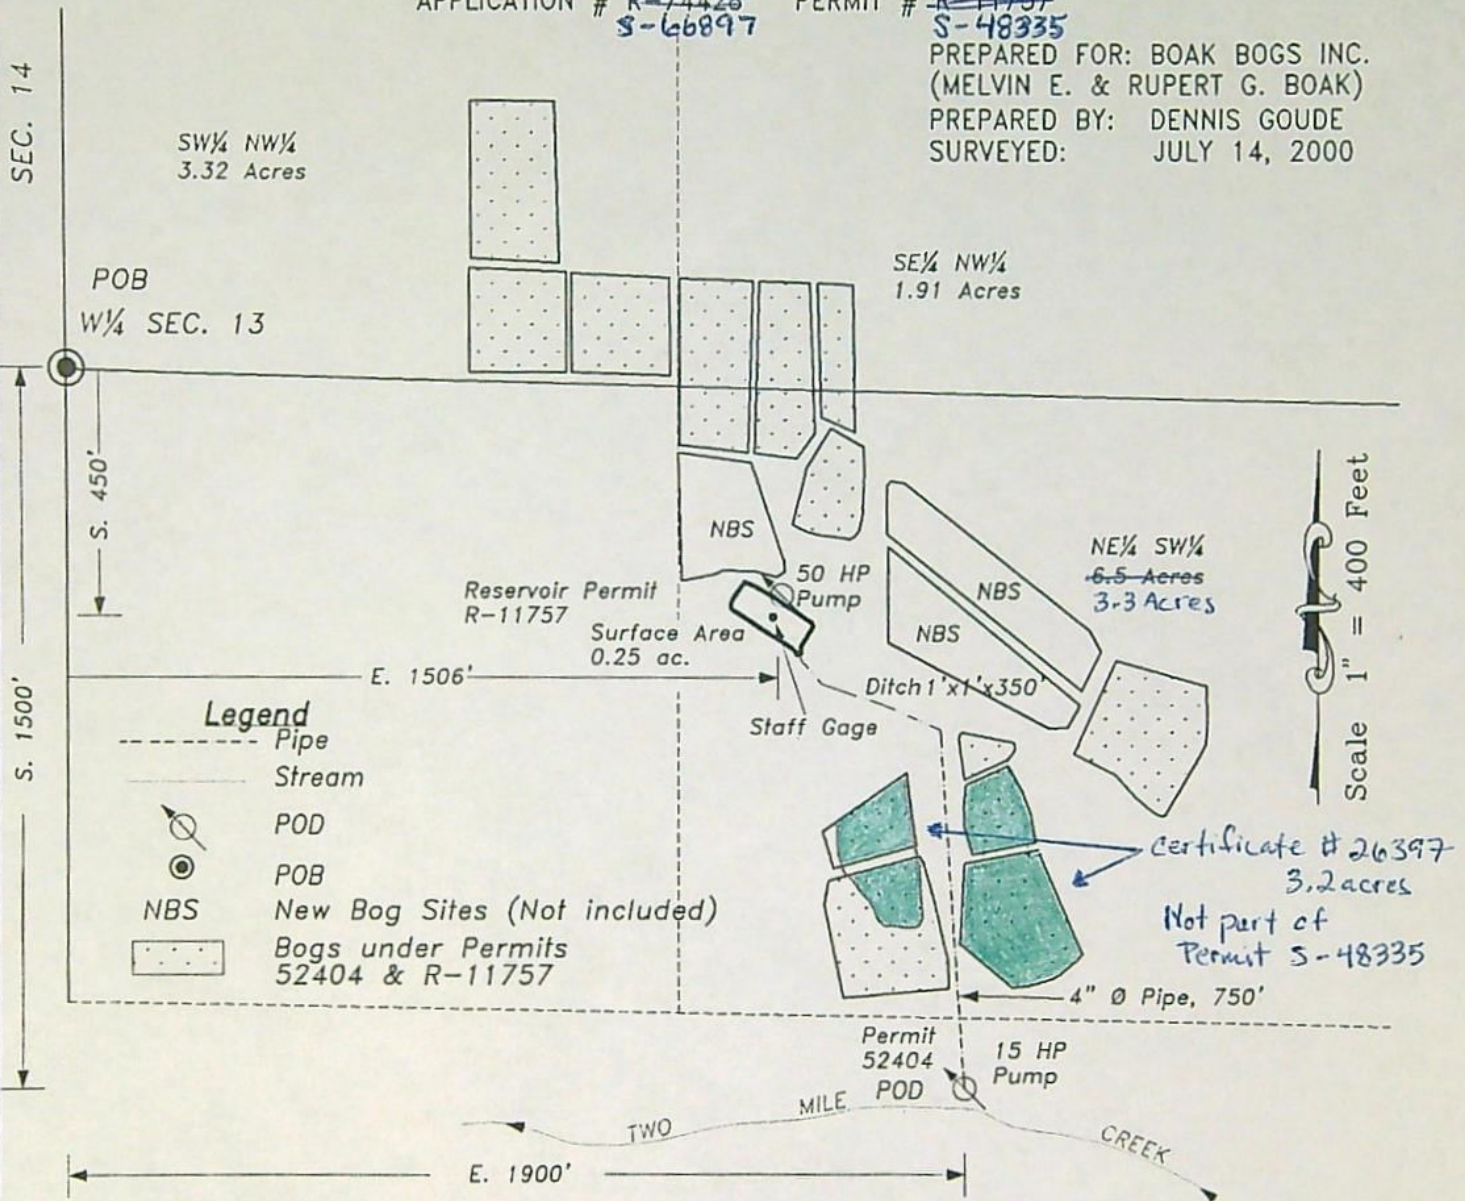 APPLICATION # R-74426 PERMIT # R-11757
S-66897 S-48335
PREPARED FOR: BOAK BOGS INC.
(MELVIN E. & RUPERT G. BOAK)
PREPARED BY: DENNIS GOUDE
SURVEYED: JULY 14, 2000
SEC. 14
SW¼ NW¼
3.32 Acres
SE¼ NW¼
1.91 Acres
POB
W¼ SEC. 13
S. 450'
S. 1500'
NBS
50 HP
Pump
Reservoir Permit
R-11757
Surface Area
0.25 ac.
E. 1506'
Staff Gage
Ditch 1'x1'x350'
NBS
NBS
NE¼ SW¼
6.5 Acres
3.3 Acres
Scale 1" = 400 Feet
Legend
Pipe
Stream
POD
POB
NBS New Bog Sites (Not included)
Bogs under Permits
52404 & R-11757
Certificate # 26397
3.2 acres
Not part of
Permit S-48335
4" Ø Pipe, 750'
Permit
52404
POD
15 HP
Pump
TWO MILE CREEK
E. 1900'